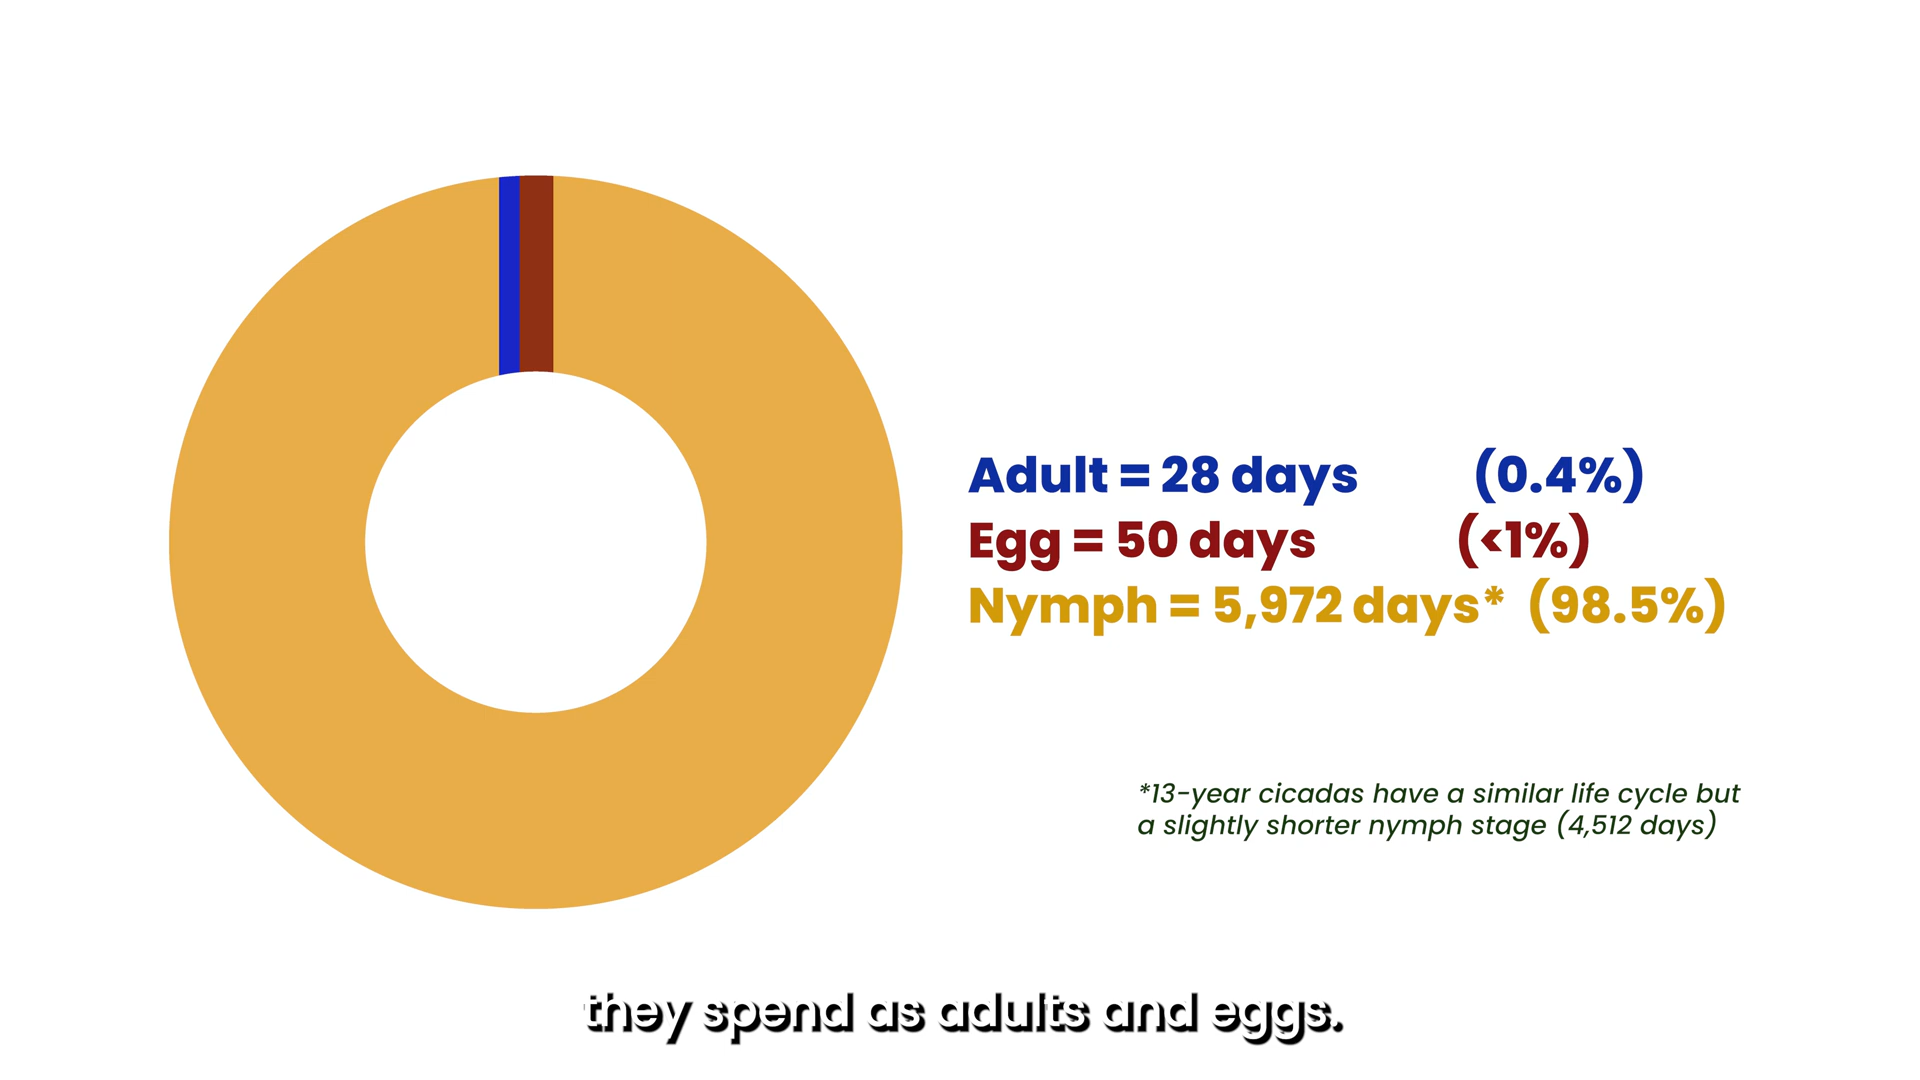 Adult = 28 days (0.4%)
Egg = 50 days (<1%)
Nymph = 5,972 days* (98.5%)
*13-year cicadas have a similar life cycle but
a slightly shorter nymph stage (4,512 days)
they spend as adults and eggs.